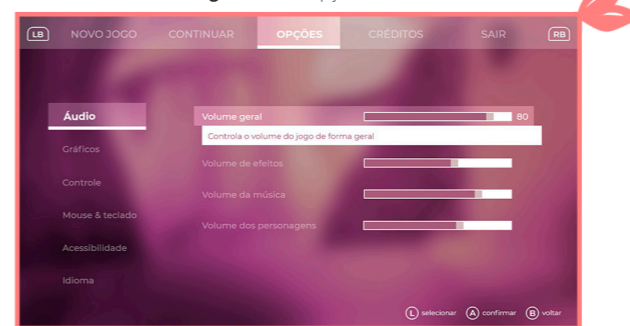 LB NOVO JOGO CONTINUAR OPÇÕES CRÉDITOS SAIR RB
Áudio
Volume geral 80
Controla o volume do jogo de forma geral
Gráficos
Volume de efeitos
Controle
Volume da música
Mouse & teclado
Volume dos personagens
Acessibilidade
Idioma
L selecionar A confirmar B voltar